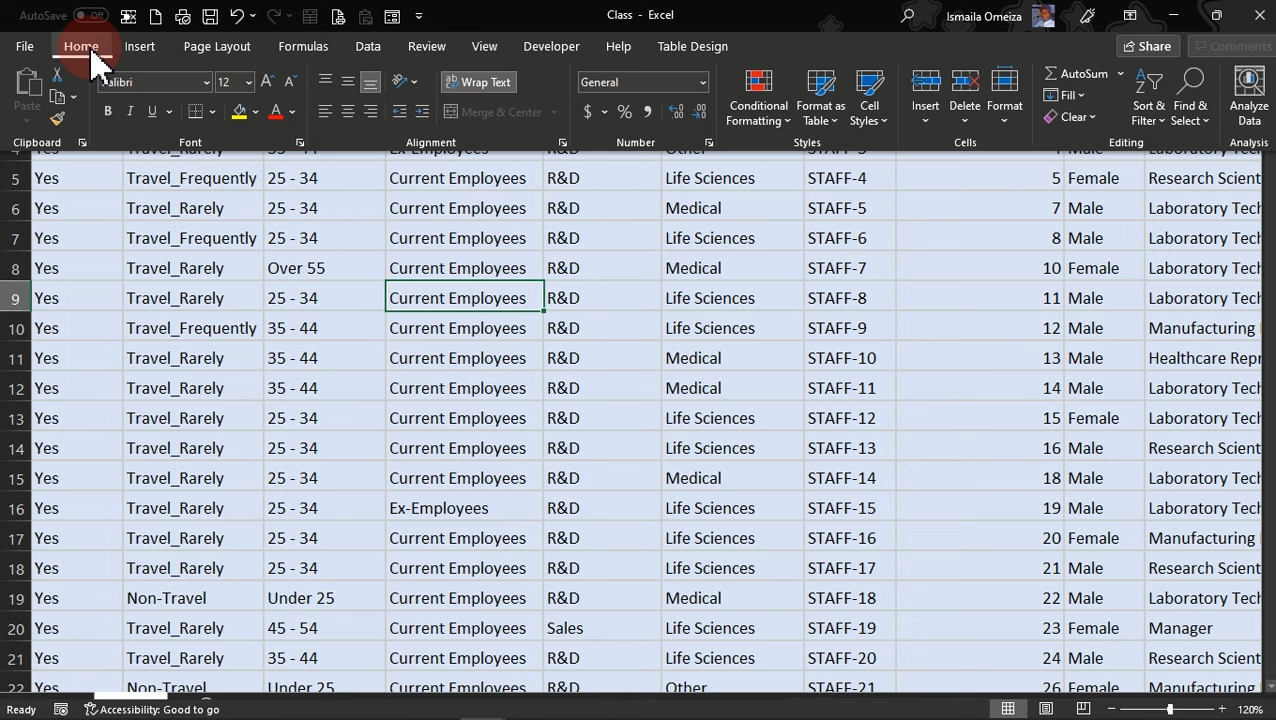 AutoSave Off Class - Excel Ismaila Omeiza
File Home Insert Page Layout Formulas Data Review View Developer Help Table Design Share Comments
Paste 12 Wrap Text General AutoSum
B I U Merge & Center $ % Conditional Formatting Format as Table Cell Styles Insert Delete Format Fill Clear Sort & Filter Find & Select Analyze Data
Clipboard Font Alignment Number Styles Cells Editing Analysis
5 Yes Travel_Frequently 25 - 34 Current Employees R&D Life Sciences STAFF-4 5 Female Research Scient
6 Yes Travel_Rarely 25 - 34 Current Employees R&D Medical STAFF-5 7 Male Laboratory Tech
7 Yes Travel_Frequently 25 - 34 Current Employees R&D Life Sciences STAFF-6 8 Male Laboratory Tech
8 Yes Travel_Rarely Over 55 Current Employees R&D Medical STAFF-7 10 Female Laboratory Tech
9 Yes Travel_Rarely 25 - 34 Current Employees R&D Life Sciences STAFF-8 11 Male Laboratory Tech
10 Yes Travel_Frequently 35 - 44 Current Employees R&D Life Sciences STAFF-9 12 Male Manufacturing
11 Yes Travel_Rarely 35 - 44 Current Employees R&D Medical STAFF-10 13 Male Healthcare Repr
12 Yes Travel_Rarely 35 - 44 Current Employees R&D Medical STAFF-11 14 Male Laboratory Tech
13 Yes Travel_Rarely 25 - 34 Current Employees R&D Life Sciences STAFF-12 15 Female Laboratory Tech
14 Yes Travel_Rarely 25 - 34 Current Employees R&D Life Sciences STAFF-13 16 Male Research Scient
15 Yes Travel_Rarely 25 - 34 Current Employees R&D Medical STAFF-14 18 Male Laboratory Tech
16 Yes Travel_Rarely 25 - 34 Ex-Employees R&D Life Sciences STAFF-15 19 Male Laboratory Tech
17 Yes Travel_Rarely 25 - 34 Current Employees R&D Life Sciences STAFF-16 20 Female Manufacturing
18 Yes Travel_Rarely 25 - 34 Current Employees R&D Life Sciences STAFF-17 21 Male Research Scient
19 Yes Non-Travel Under 25 Current Employees R&D Medical STAFF-18 22 Male Laboratory Tech
20 Yes Travel_Rarely 45 - 54 Current Employees Sales Life Sciences STAFF-19 23 Female Manager
21 Yes Travel_Rarely 35 - 44 Current Employees R&D Life Sciences STAFF-20 24 Male Research Scient
22 Yes Non-Travel Under 25 Current Employees R&D Other STAFF-21 26 Female Manufacturing
Ready Accessibility: Good to go 120%